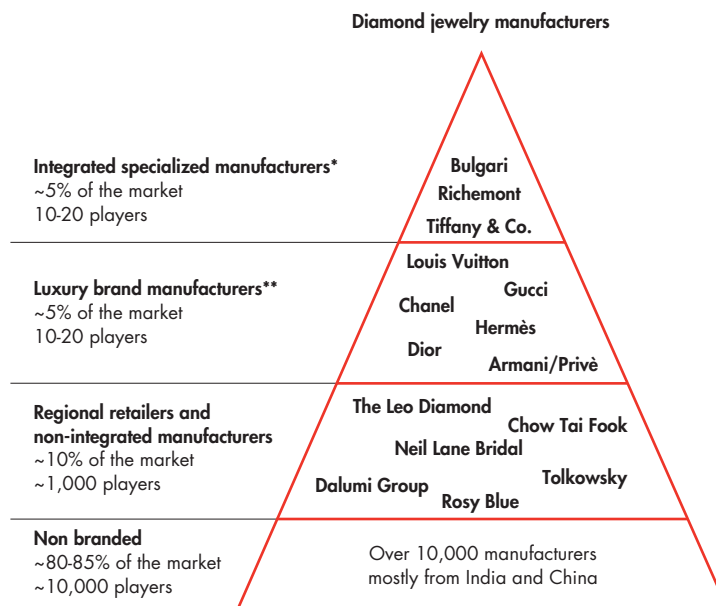 Diamond jewelry manufacturers
Integrated specialized manufacturers*
~5% of the market
10-20 players
Bulgari
Richemont
Tiffany & Co.
Luxury brand manufacturers**
~5% of the market
10-20 players
Louis Vuitton
Gucci
Chanel
Hermès
Dior
Armani/Privè
Regional retailers and
non-integrated manufacturers
~10% of the market
~1,000 players
The Leo Diamond
Chow Tai Fook
Neil Lane Bridal
Tolkowsky
Dalumi Group
Rosy Blue
Non branded
~80-85% of the market
~10,000 players
Over 10,000 manufacturers
mostly from India and China